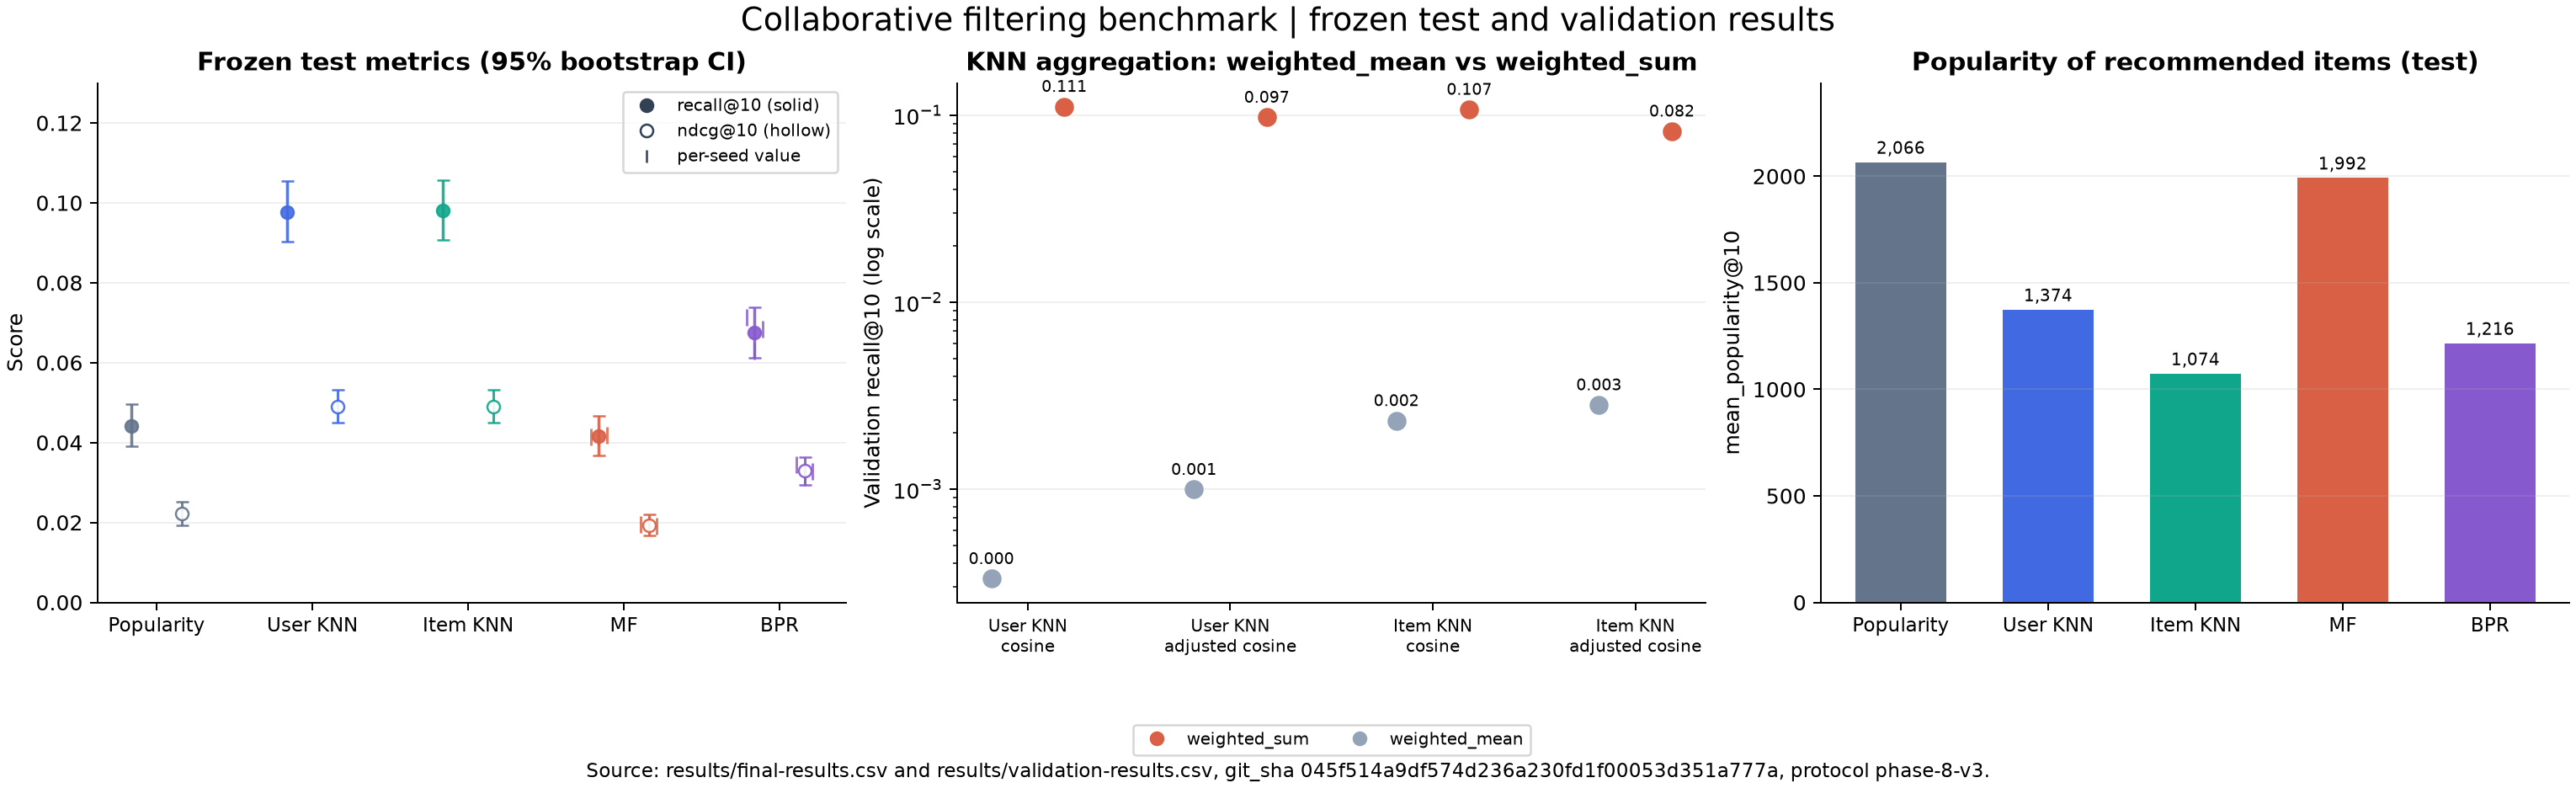 Collaborative filtering benchmark | frozen test and validation results
Frozen test metrics (95% bootstrap CI)
recall@10 (solid)
ndcg@10 (hollow)
per-seed value
Score
0.12
0.10
0.08
0.06
0.04
0.02
0.00
Popularity
User KNN
Item KNN
MF
BPR
KNN aggregation: weighted_mean vs weighted_sum
Validation recall@10 (log scale)
10⁻¹
10⁻²
10⁻³
0.111
0.097
0.107
0.082
0.003
0.002
0.001
0.000
User KNN
cosine
User KNN
adjusted cosine
Item KNN
cosine
Item KNN
adjusted cosine
weighted_sum
weighted_mean
Popularity of recommended items (test)
mean_popularity@10
2000
1500
1000
500
0
2,066
1,374
1,074
1,992
1,216
Popularity
User KNN
Item KNN
MF
BPR
Source: results/final-results.csv and results/validation-results.csv, git_sha 045f514a9df574d236a230fd1f00053d351a777a, protocol phase-8-v3.